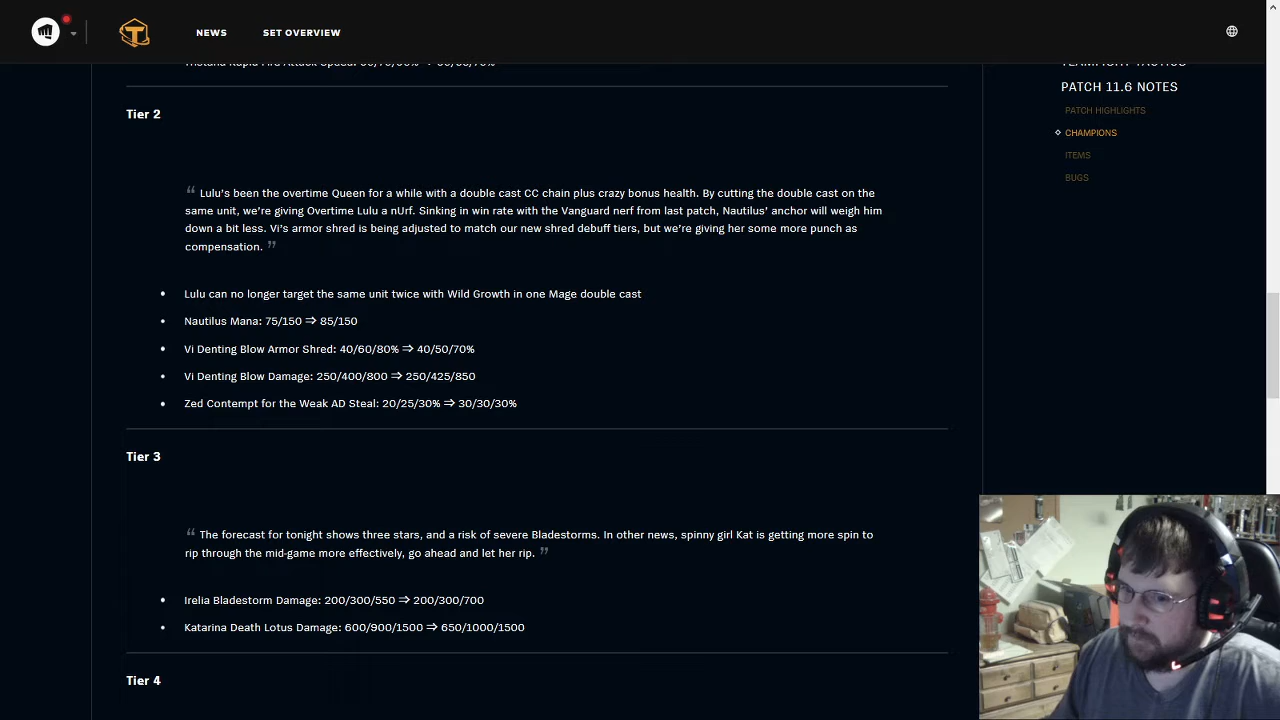 NEWS
SET OVERVIEW
TEAMFIGHT TACTICS
PATCH 11.6 NOTES
PATCH HIGHLIGHTS
CHAMPIONS
ITEMS
BUGS
Tier 2
“ Lulu's been the overtime Queen for a while with a double cast CC chain plus crazy bonus health. By cutting the double cast on the
same unit, we're giving Overtime Lulu a nUrf. Sinking in win rate with the Vanguard nerf from last patch, Nautilus' anchor will weigh him
down a bit less. Vi's armor shred is being adjusted to match our new shred debuff tiers, but we're giving her some more punch as
compensation. ”
• Lulu can no longer target the same unit twice with Wild Growth in one Mage double cast
• Nautilus Mana: 75/150 ⇒ 85/150
• Vi Denting Blow Armor Shred: 40/60/80% ⇒ 40/50/70%
• Vi Denting Blow Damage: 250/400/800 ⇒ 250/425/850
• Zed Contempt for the Weak AD Steal: 20/25/30% ⇒ 30/30/30%
Tier 3
“ The forecast for tonight shows three stars, and a risk of severe Bladestorms. In other news, spinny girl Kat is getting more spin to
rip through the mid-game more effectively, go ahead and let her rip. ”
• Irelia Bladestorm Damage: 200/300/550 ⇒ 200/300/700
• Katarina Death Lotus Damage: 600/900/1500 ⇒ 650/1000/1500
Tier 4